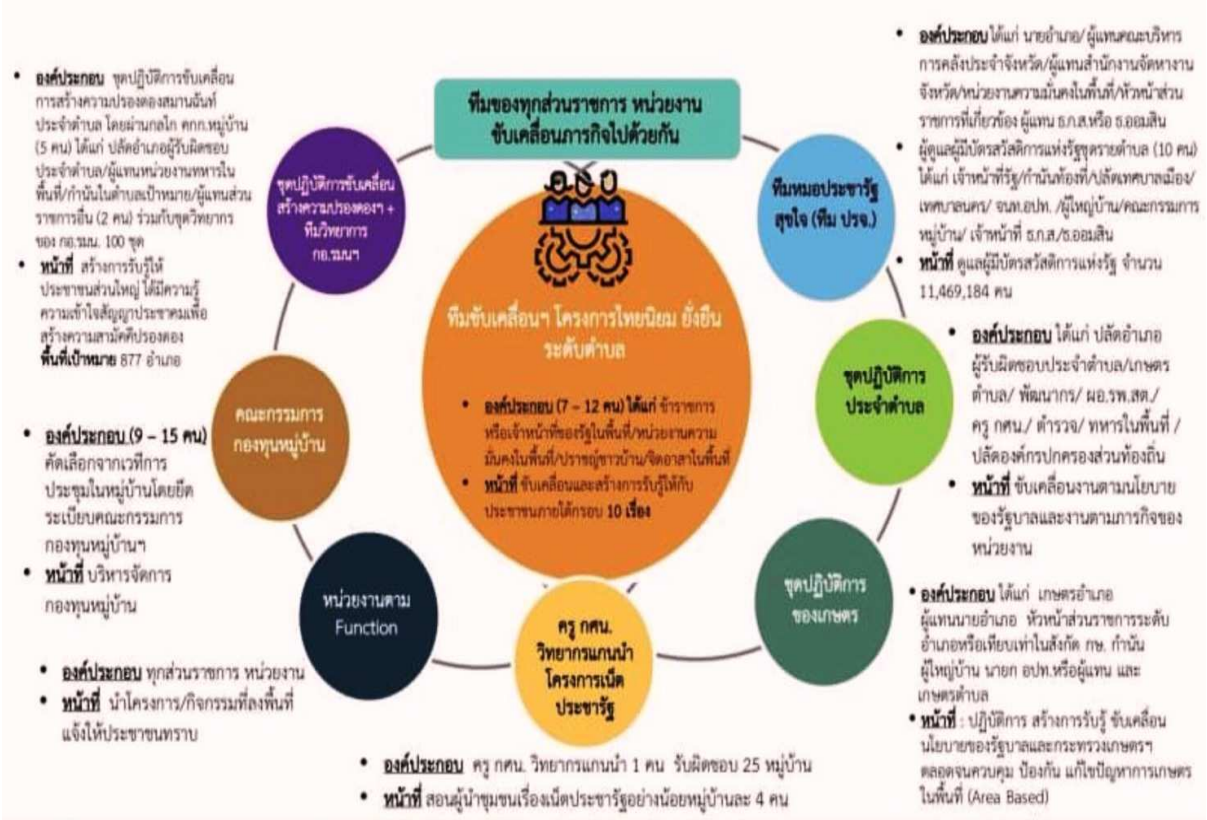 ทีมของทุกส่วนราชการ หน่วยงาน
ขับเคลื่อนภารกิจไปด้วยกัน
ทีมขับเคลื่อนฯ โครงการไทยนิยม ยั่งยืน
ระดับตำบล
• องค์ประกอบ (7 – 12 คน) ได้แก่ ข้าราชการ
หรือเจ้าหน้าที่ของรัฐในพื้นที่/หน่วยงานความ
มั่นคงในพื้นที่/ปราชญ์ชาวบ้าน/จิตอาสาในพื้นที่
• หน้าที่ ขับเคลื่อนและสร้างการรับรู้ให้กับ
ประชาชนภายใต้กรอบ 10 เรื่อง
ชุดปฏิบัติการขับเคลื่อน
สร้างความปรองดองฯ +
ทีมวิทยาการ
กอ.รมนฯ
• องค์ประกอบ ชุดปฏิบัติการขับเคลื่อน
การสร้างความปรองดองสมานฉันท์
ประจำตำบล โดยผ่านกลไก คกก.หมู่บ้าน
(5 คน) ได้แก่ ปลัดอำเภอผู้รับผิดชอบ
ประจำตำบล/ผู้แทนหน่วยงานทหารใน
พื้นที่/กำนันในตำบลเป้าหมาย/ผู้แทนส่วน
ราชการอื่น (2 คน) ร่วมกับชุดวิทยากร
ของ กอ.รมน. 100 ชุด
• หน้าที่ สร้างการรับรู้ให้
ประชาชนส่วนใหญ่ ได้มีความรู้
ความเข้าใจสัญญาประชาคมเพื่อ
สร้างความสามัคคีปรองดอง
พื้นที่เป้าหมาย 877 อำเภอ
คณะกรรมการ
กองทุนหมู่บ้าน
• องค์ประกอบ (9 – 15 คน)
คัดเลือกจากเวทีการ
ประชุมในหมู่บ้านโดยยึด
ระเบียบคณะกรรมการ
กองทุนหมู่บ้านฯ
• หน้าที่ บริหารจัดการ
กองทุนหมู่บ้าน
หน่วยงานตาม
Function
• องค์ประกอบ ทุกส่วนราชการ หน่วยงาน
• หน้าที่ นำโครงการ/กิจกรรมที่ลงพื้นที่
แจ้งให้ประชาชนทราบ
ครู กศน.
วิทยากรแกนนำ
โครงการเน็ต
ประชารัฐ
• องค์ประกอบ ครู กศน. วิทยากรแกนนำ 1 คน รับผิดชอบ 25 หมู่บ้าน
• หน้าที่ สอนผู้นำชุมชนเรื่องเน็ตประชารัฐอย่างน้อยหมู่บ้านละ 4 คน
ทีมหมอประชารัฐ
สุขใจ (ทีม ปรจ.)
• องค์ประกอบ ได้แก่ นายอำเภอ/ ผู้แทนคณะบริหาร
การคลังประจำจังหวัด/ผู้แทนสำนักงานจัดหางาน
จังหวัด/หน่วยงานความมั่นคงในพื้นที่/หัวหน้าส่วน
ราชการที่เกี่ยวข้อง ผู้แทน ธ.ก.ส.หรือ ธ.ออมสิน
• ผู้ดูแลผู้มีบัตรสวัสดิการแห่งรัฐชุดรายตำบล (10 คน)
ได้แก่ เจ้าหน้าที่รัฐ/กำนันท้องที่/ปลัดเทศบาลเมือง/
เทศบาลนคร/ จนท.อปท. /ผู้ใหญ่บ้าน/คณะกรรมการ
หมู่บ้าน/ เจ้าหน้าที่ ธ.ก.ส/ธ.ออมสิน
• หน้าที่ ดูแลผู้มีบัตรสวัสดิการแห่งรัฐ จำนวน
11,469,184 คน
ชุดปฏิบัติการ
ประจำตำบล
• องค์ประกอบ ได้แก่ ปลัดอำเภอ
ผู้รับผิดชอบประจำตำบล/เกษตร
ตำบล/ พัฒนากร/ ผอ.รพ.สต./
ครู กศน./ ตำรวจ/ ทหารในพื้นที่ /
ปลัดองค์กรปกครองส่วนท้องถิ่น
• หน้าที่ ขับเคลื่อนงานตามนโยบาย
ของรัฐบาลและงานตามภารกิจของ
หน่วยงาน
ชุดปฏิบัติการ
ของเกษตร
• องค์ประกอบ ได้แก่ เกษตรอำเภอ
ผู้แทนนายอำเภอ หัวหน้าส่วนราชการระดับ
อำเภอหรือเทียบเท่าในสังกัด กษ. กำนัน
ผู้ใหญ่บ้าน นายก อปท.หรือผู้แทน และ
เกษตรตำบล
• หน้าที่ : ปฏิบัติการ สร้างการรับรู้ ขับเคลื่อน
นโยบายของรัฐบาลและกระทรวงเกษตรฯ
ตลอดจนควบคุม ป้องกัน แก้ไขปัญหาการเกษตร
ในพื้นที่ (Area Based)